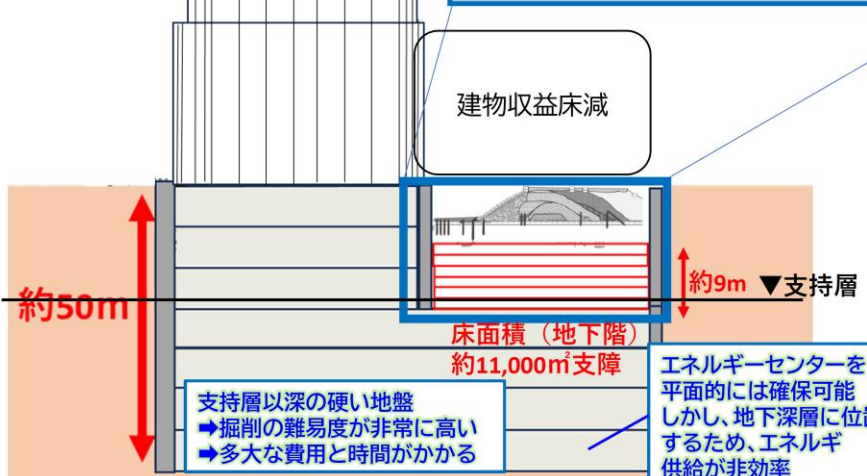 建物収益床減
約50m
約9m
▼支持層
床面積（地下階）
約11,000㎡支障
支持層以深の硬い地盤
➡掘削の難易度が非常に高い
➡多大な費用と時間がかかる
エネルギーセンターを
平面的には確保可能
しかし、地下深層に位置
するため、エネルギ
供給が非効率